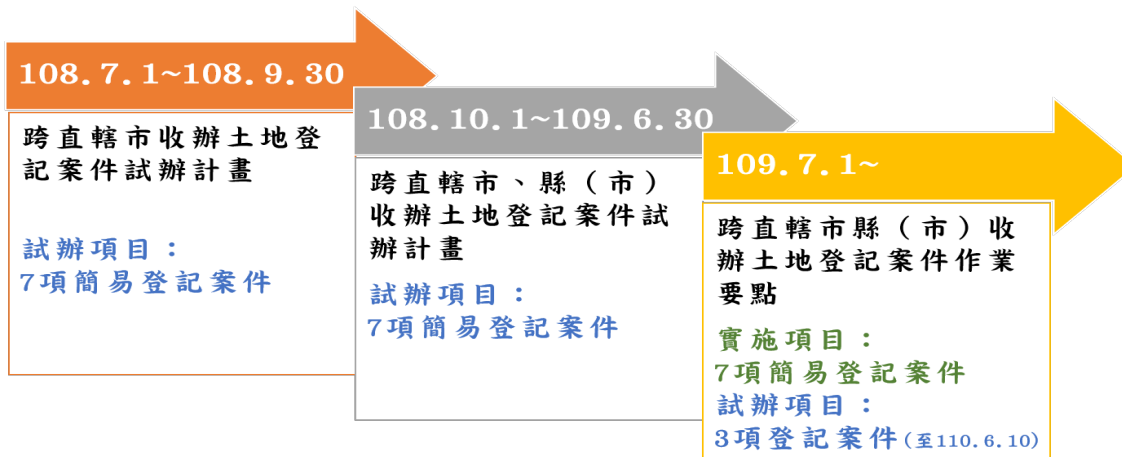 108.7.1~108.9.30
跨直轄市收辦土地登
記案件試辦計畫
試辦項目：
7項簡易登記案件
108.10.1~109.6.30
跨直轄市、縣（市）
收辦土地登記案件試
辦計畫
試辦項目：
7項簡易登記案件
109.7.1~
跨直轄市縣（市）收
辦土地登記案件作業
要點
實施項目：
7項簡易登記案件
試辦項目：
3項登記案件(至110.6.10)